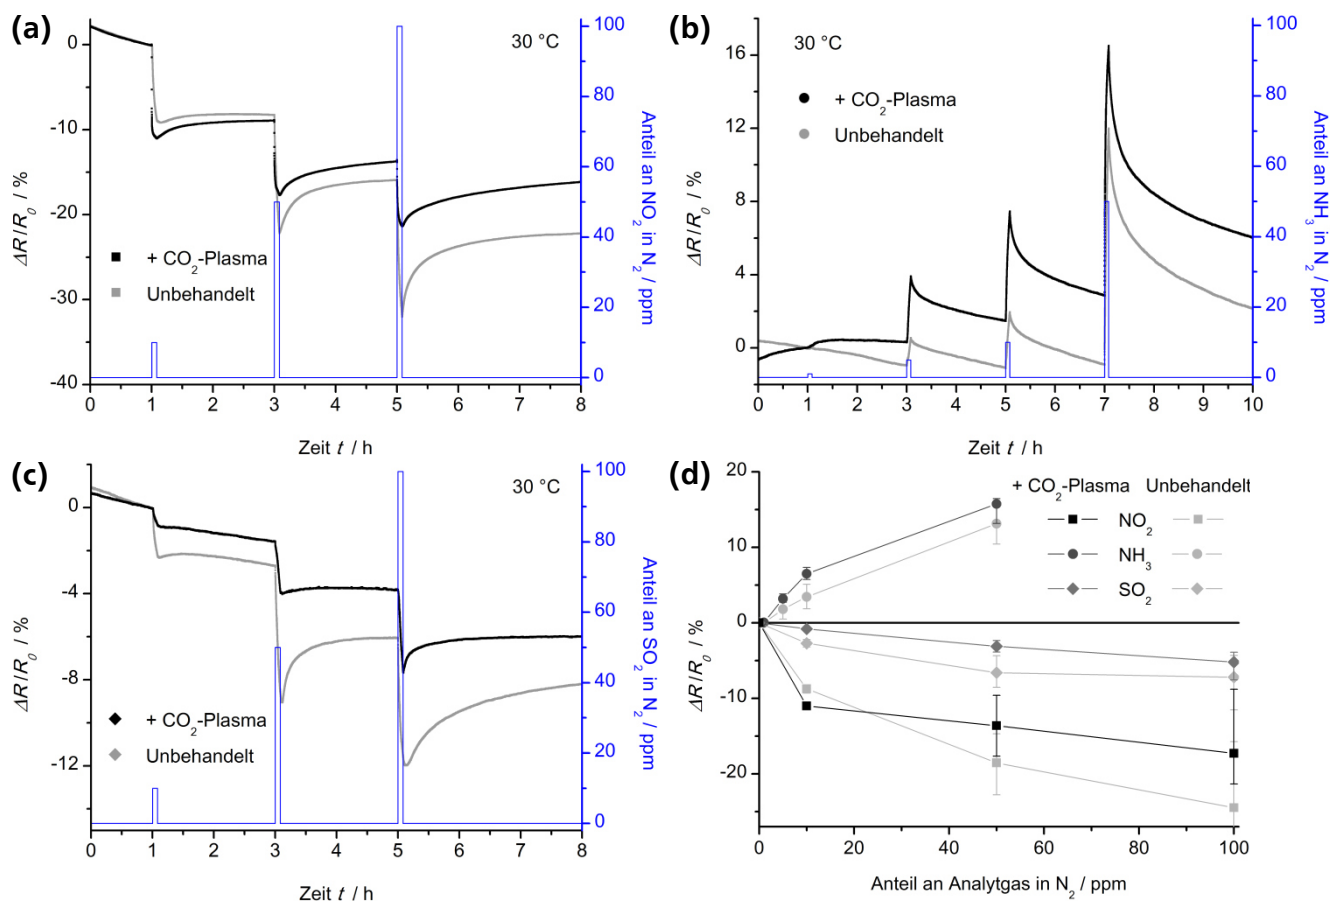 (a)
30 °C
+ CO2-Plasma
Unbehandelt
ΔR/R0 / %
0
-10
-20
-30
-40
0 1 2 3 4 5 6 7 8
Zeit t / h
100
80
60
40
20
0
Anteil an NO2 in N2 / ppm
(b)
30 °C
+ CO2-Plasma
Unbehandelt
ΔR/R0 / %
16
12
8
4
0
0 1 2 3 4 5 6 7 8 9 10
Zeit t / h
100
80
60
40
20
0
Anteil an NH3 in N2 / ppm
(c)
30 °C
+ CO2-Plasma
Unbehandelt
ΔR/R0 / %
0
-4
-8
-12
0 1 2 3 4 5 6 7 8
Zeit t / h
100
80
60
40
20
0
Anteil an SO2 in N2 / ppm
(d)
+ CO2-Plasma Unbehandelt
NO2
NH3
SO2
ΔR/R0 / %
20
10
0
-10
-20
0 20 40 60 80 100
Anteil an Analytgas in N2 / ppm